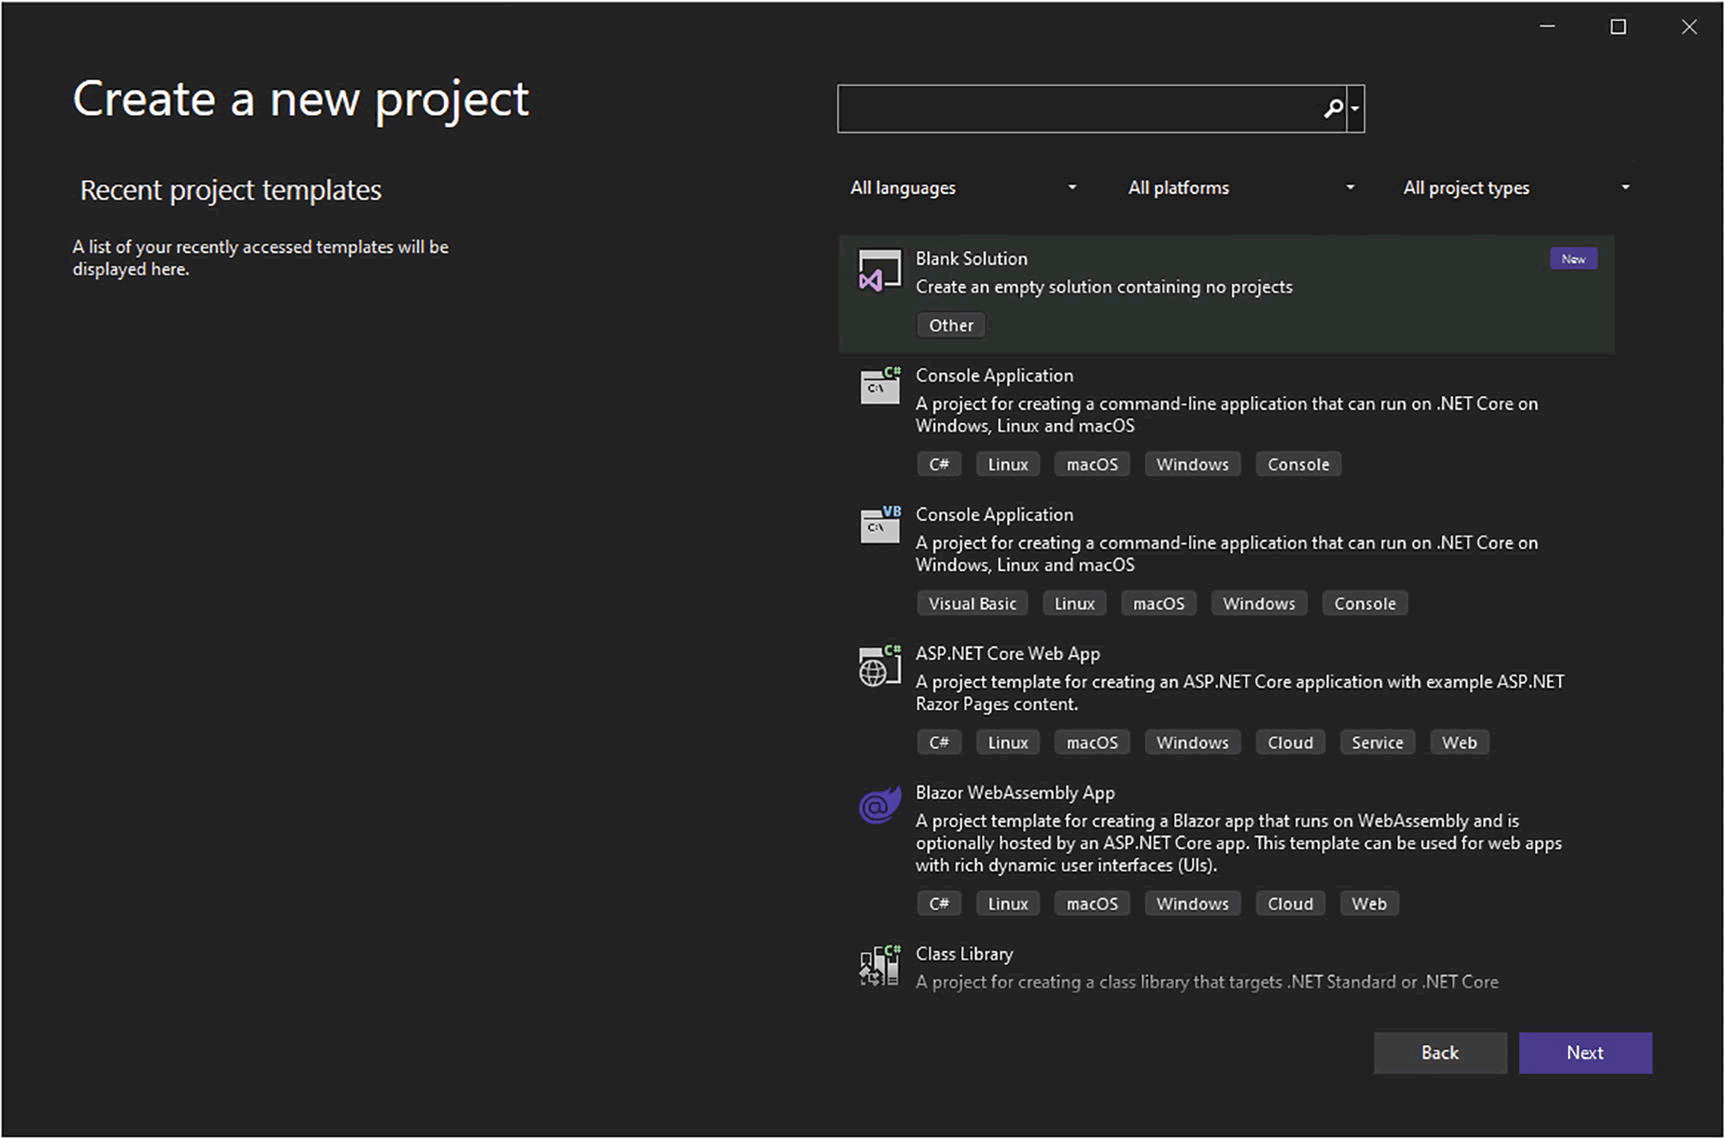 Create a new project
Recent project templates
A list of your recently accessed templates will be
displayed here.
All languages
All platforms
All project types
Blank Solution
New
Create an empty solution containing no projects
Other
C#
C:\
Console Application
A project for creating a command-line application that can run on .NET Core on
Windows, Linux and macOS
C# Linux macOS Windows Console
VB
C:\
Console Application
A project for creating a command-line application that can run on .NET Core on
Windows, Linux and macOS
Visual Basic Linux macOS Windows Console
C#
ASP.NET Core Web App
A project template for creating an ASP.NET Core application with example ASP.NET
Razor Pages content.
C# Linux macOS Windows Cloud Service Web
Blazor WebAssembly App
A project template for creating a Blazor app that runs on WebAssembly and is
optionally hosted by an ASP.NET Core app. This template can be used for web apps
with rich dynamic user interfaces (UIs).
C# Linux macOS Windows Cloud Web
C#
Class Library
A project for creating a class library that targets .NET Standard or .NET Core
Back
Next